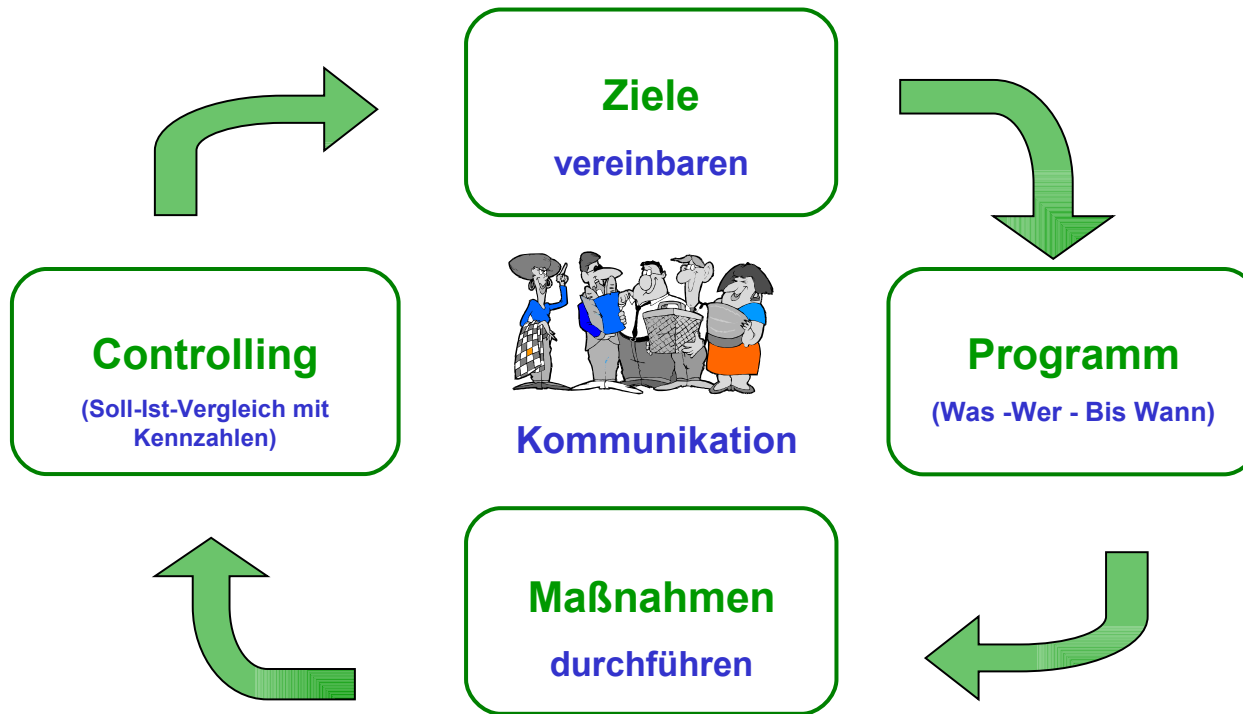 Ziele
vereinbaren
Controlling
(Soll-Ist-Vergleich mit
Kennzahlen)
Kommunikation
Programm
(Was -Wer - Bis Wann)
Maßnahmen
durchführen